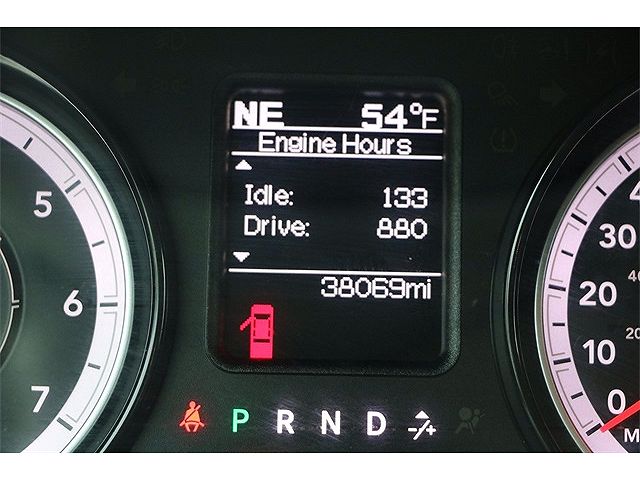 NE 54°F
Engine Hours
Idle: 133
Drive: 880
38069mi
5
6
7
30
20
10
0
P R N D -/+